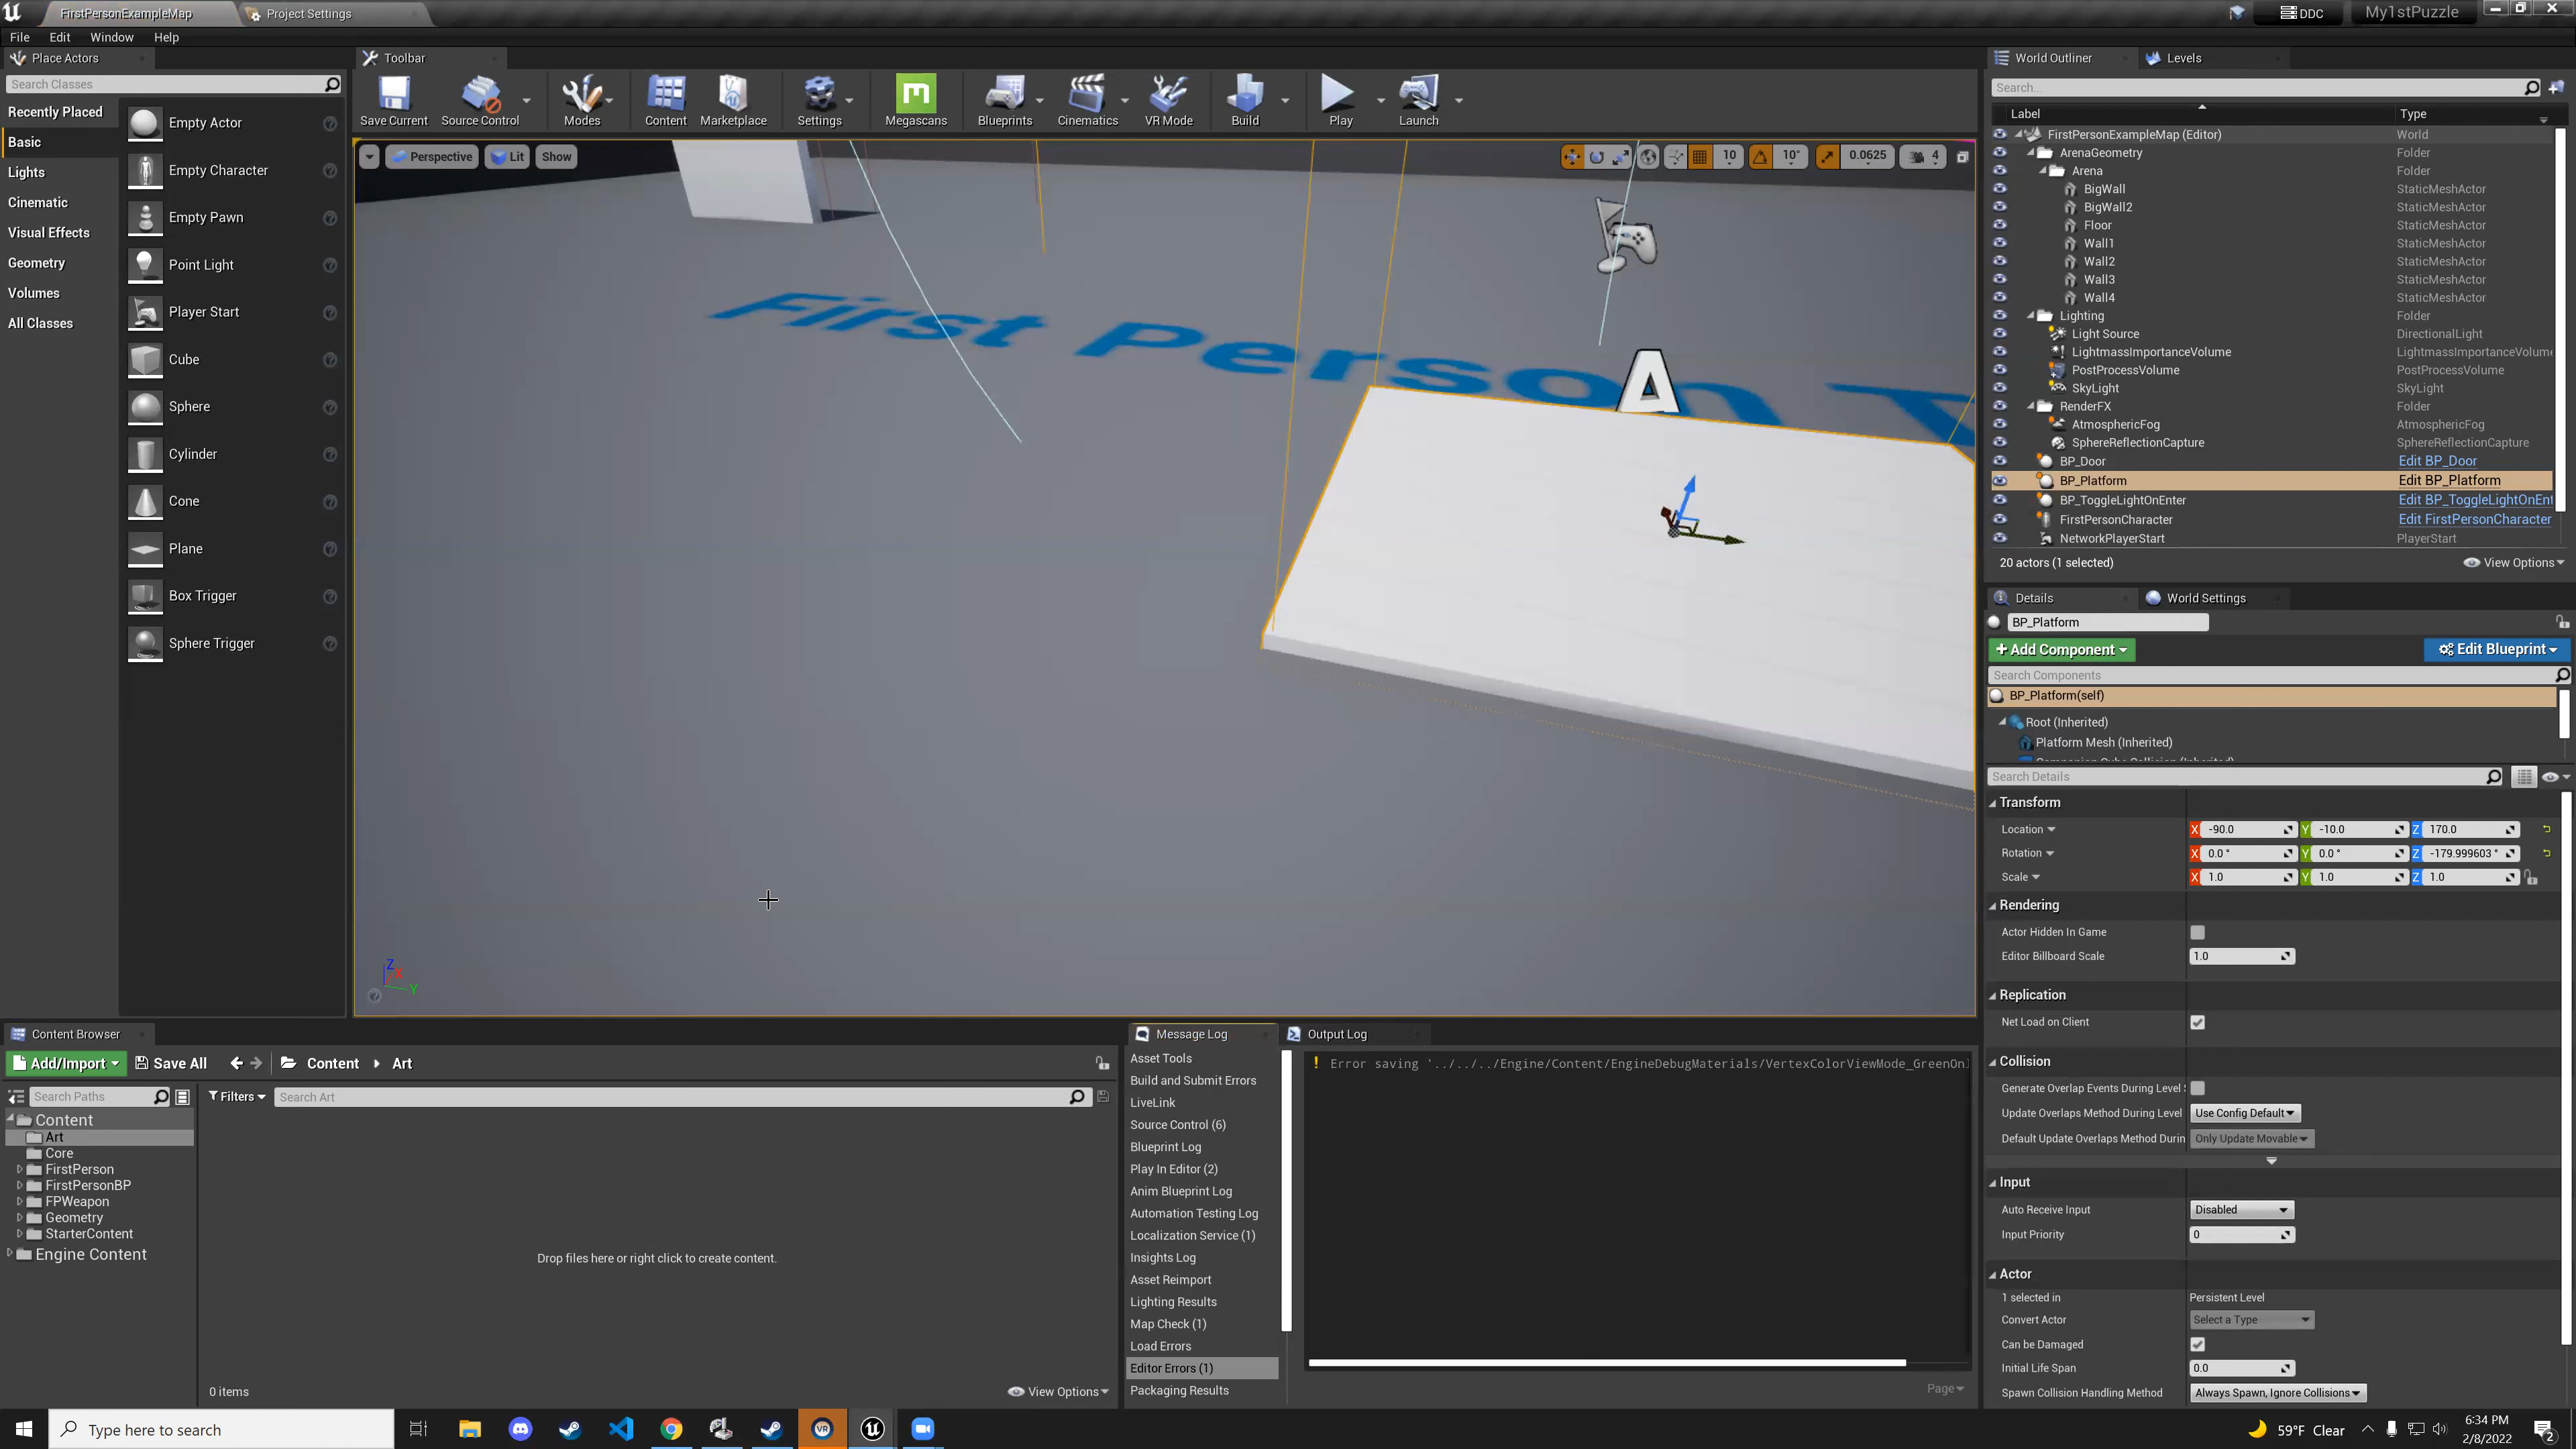 FirstPersonExampleMap
Project Settings
DDC
My1stPuzzle
File
Edit
Window
Help
Place Actors
Search Classes
Recently Placed
Basic
Lights
Cinematic
Visual Effects
Geometry
Volumes
All Classes
Empty Actor
Empty Character
Empty Pawn
Point Light
Player Start
Cube
Sphere
Cylinder
Cone
Plane
Box Trigger
Sphere Trigger
Toolbar
Save Current
Source Control
Modes
Content
Marketplace
Settings
Megascans
Blueprints
Cinematics
VR Mode
Build
Play
Launch
Perspective
Lit
Show
10
10°
0.0625
4
First Person T
A
Z
X
Y
World Outliner
Levels
Search...
Label
Type
FirstPersonExampleMap (Editor)
World
ArenaGeometry
Folder
Arena
Folder
BigWall
StaticMeshActor
BigWall2
StaticMeshActor
Floor
StaticMeshActor
Wall1
StaticMeshActor
Wall2
StaticMeshActor
Wall3
StaticMeshActor
Wall4
StaticMeshActor
Lighting
Folder
Light Source
DirectionalLight
LightmassImportanceVolume
LightmassImportanceVolume
PostProcessVolume
PostProcessVolume
SkyLight
SkyLight
RenderFX
Folder
AtmosphericFog
AtmosphericFog
SphereReflectionCapture
SphereReflectionCapture
BP_Door
Edit BP_Door
BP_Platform
Edit BP_Platform
BP_ToggleLightOnEnter
Edit BP_ToggleLightOnEnt
FirstPersonCharacter
Edit FirstPersonCharacter
NetworkPlayerStart
PlayerStart
20 actors (1 selected)
View Options
Details
World Settings
BP_Platform
+ Add Component
Edit Blueprint
Search Components
BP_Platform(self)
Root (Inherited)
Platform Mesh (Inherited)
Search Details
Transform
Location
X -90.0
Y -10.0
Z 170.0
Rotation
X 0.0 °
Y 0.0 °
Z -179.999603 °
Scale
X 1.0
Y 1.0
Z 1.0
Rendering
Actor Hidden In Game
Editor Billboard Scale
1.0
Replication
Net Load on Client
Collision
Generate Overlap Events During Level
Update Overlaps Method During Level
Use Config Default
Default Update Overlaps Method Durin
Only Update Movable
Input
Auto Receive Input
Disabled
Input Priority
0
Actor
1 selected in
Persistent Level
Convert Actor
Select a Type
Can be Damaged
Initial Life Span
0.0
Spawn Collision Handling Method
Always Spawn, Ignore Collisions
Content Browser
Add/Import
Save All
Content
Art
Search Paths
Filters
Search Art
Content
Art
Core
FirstPerson
FirstPersonBP
FPWeapon
Geometry
StarterContent
Engine Content
Drop files here or right click to create content.
0 items
View Options
Message Log
Output Log
Asset Tools
Build and Submit Errors
LiveLink
Source Control (6)
Blueprint Log
Play In Editor (2)
Anim Blueprint Log
Automation Testing Log
Localization Service (1)
Insights Log
Asset Reimport
Lighting Results
Map Check (1)
Load Errors
Editor Errors (1)
Packaging Results
Error saving '../../../Engine/Content/EngineDebugMaterials/VertexColorViewMode_GreenOnl
Page
Type here to search
VR
59°F Clear
6:34 PM
2/8/2022
2